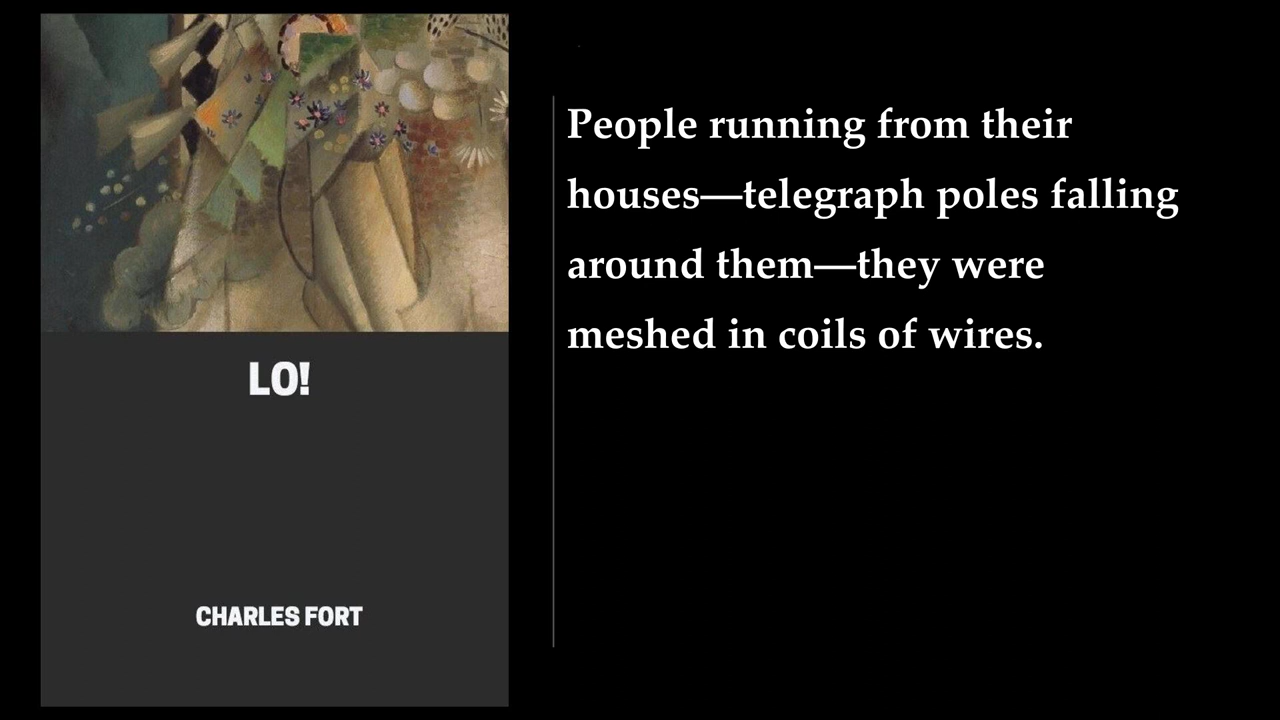 LO!
CHARLES FORT
People running from their
houses—telegraph poles falling
around them—they were
meshed in coils of wires.